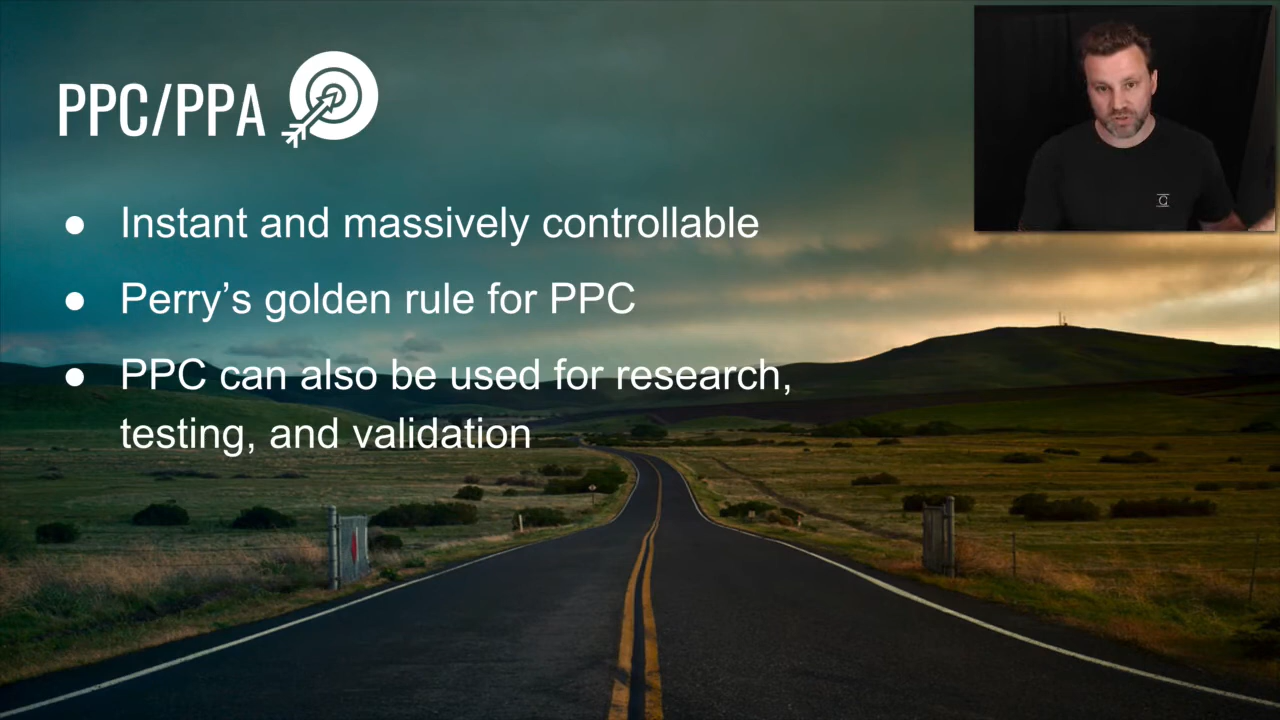 PPC/PPA
● Instant and massively controllable
● Perry’s golden rule for PPC
● PPC can also be used for research,
testing, and validation
G